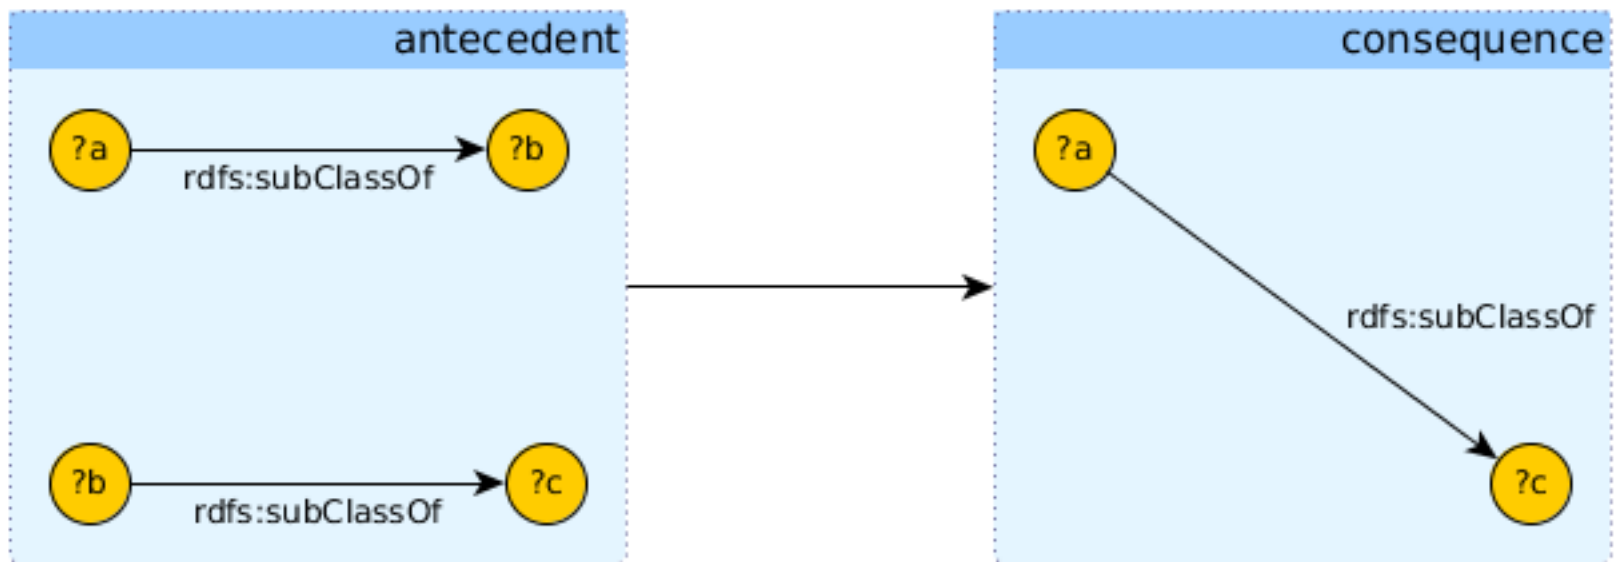 antecedent
?a
?b
rdfs:subClassOf
?b
?c
rdfs:subClassOf
consequence
?a
rdfs:subClassOf
?c